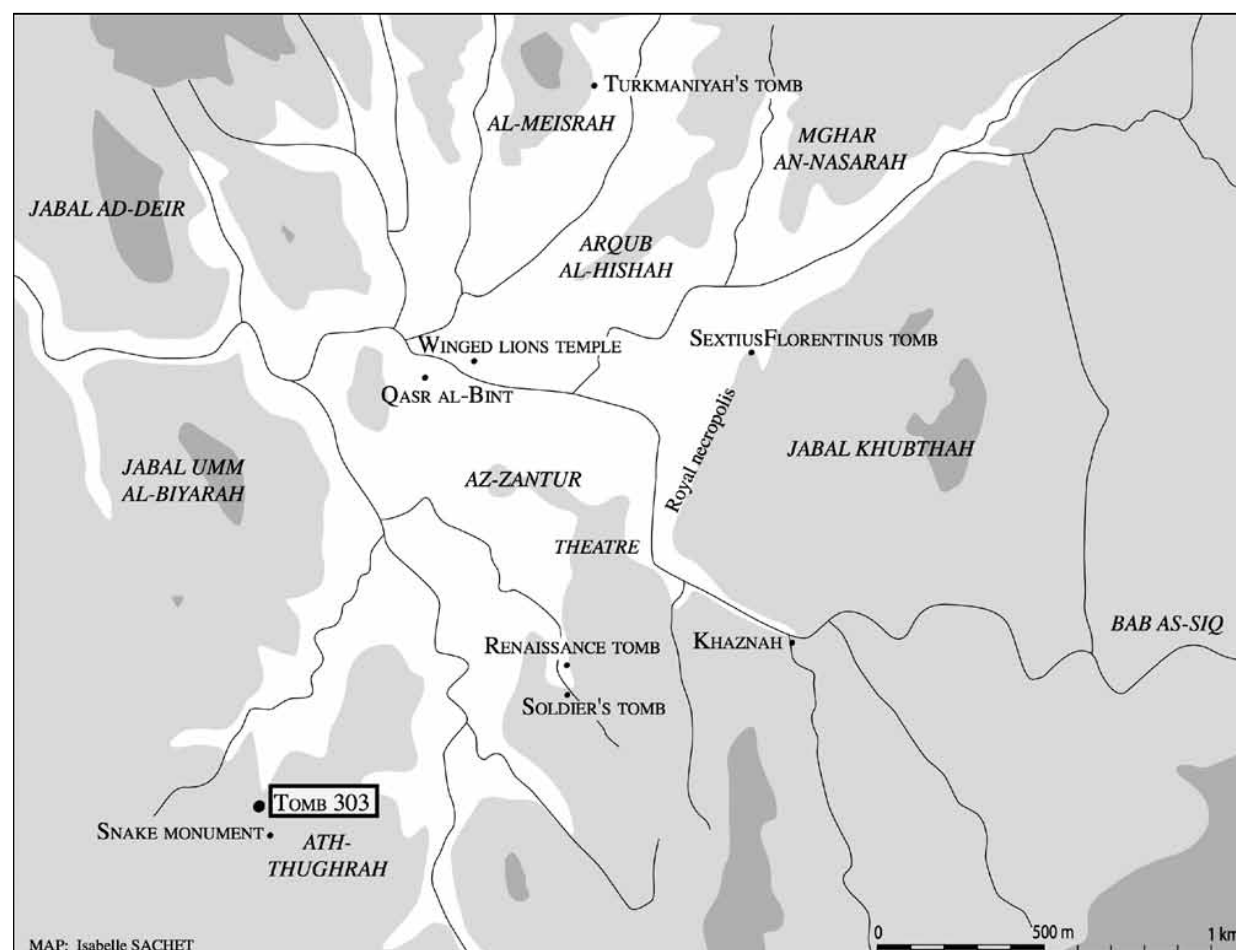 TURKMANIYAH'S TOMB
AL-MEISRAH
MGHAR
AN-NASARAH
JABAL AD-DEIR
ARQUB
AL-HISHAH
WINGED LIONS TEMPLE
SEXTIUSFLORENTINUS TOMB
QASR AL-BINT
Royal necropolis
JABAL UMM
AL-BIYARAH
AZ-ZANTUR
JABAL KHUBTHAH
THEATRE
BAB AS-SIQ
RENAISSANCE TOMB
KHAZNAH
SOLDIER'S TOMB
TOMB 303
SNAKE MONUMENT
ATH-
THUGHRAH
MAP: Isabelle SACHET
0 500 m 1 km